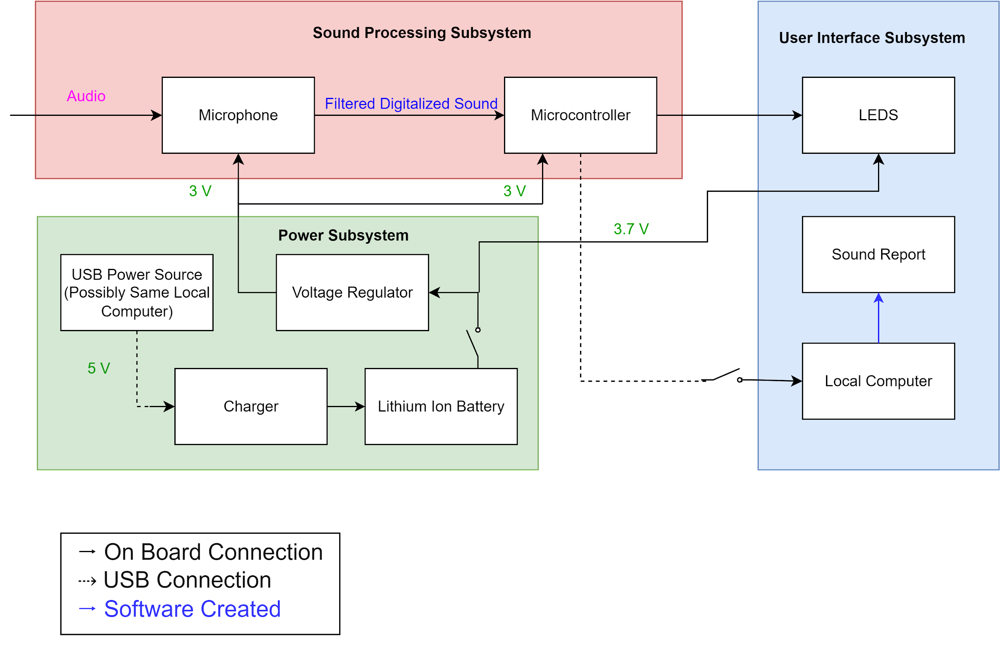 Sound Processing Subsystem
User Interface Subsystem
Audio
Microphone
Filtered Digitalized Sound
Microcontroller
LEDS
3 V
3 V
3.7 V
Power Subsystem
USB Power Source
(Possibly Same Local
Computer)
Voltage Regulator
Sound Report
5 V
Charger
Lithium Ion Battery
Local Computer
On Board Connection
USB Connection
Software Created